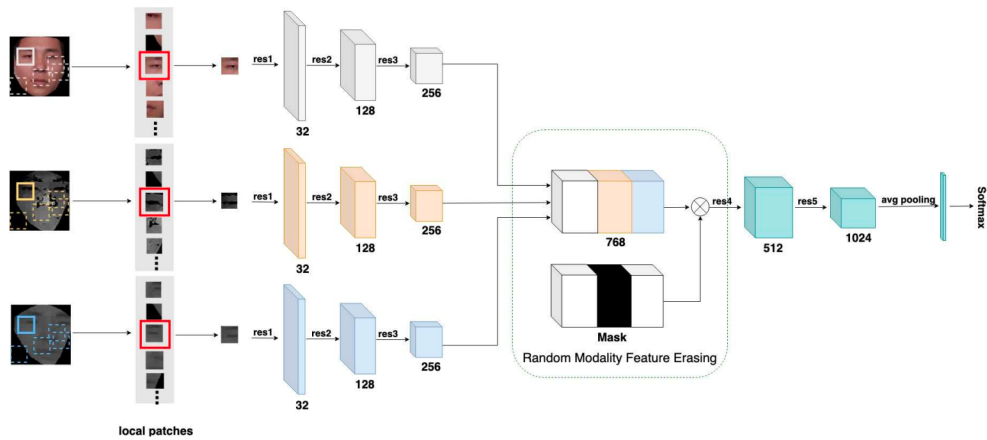 res1
res2
res3
32
128
256
res1
res2
res3
32
128
256
res1
res2
res3
32
128
256
local patches
768
Mask
Random Modality Feature Erasing
res4
512
res5
1024
avg pooling
Softmax